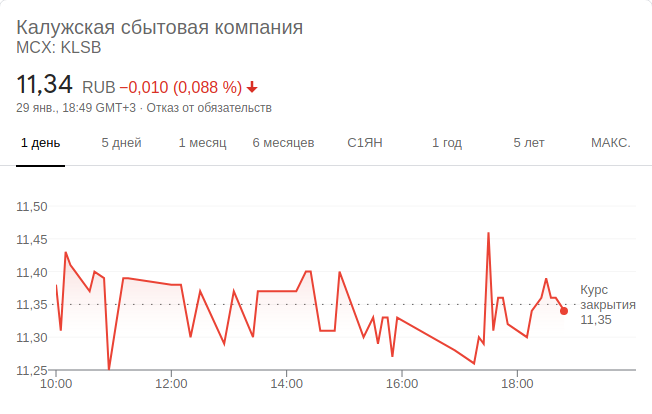 Калужская сбытовая компания
MCX: KLSB
11,34 RUB −0,010 (0,088 %)
29 янв., 18:49 GMT+3 · Отказ от обязательств
1 день 5 дней 1 месяц 6 месяцев С1ЯН 1 год 5 лет МАКС.
11,50
11,45
11,40
11,35
11,30
11,25
Курс
закрытия
11,35
10:00 12:00 14:00 16:00 18:00